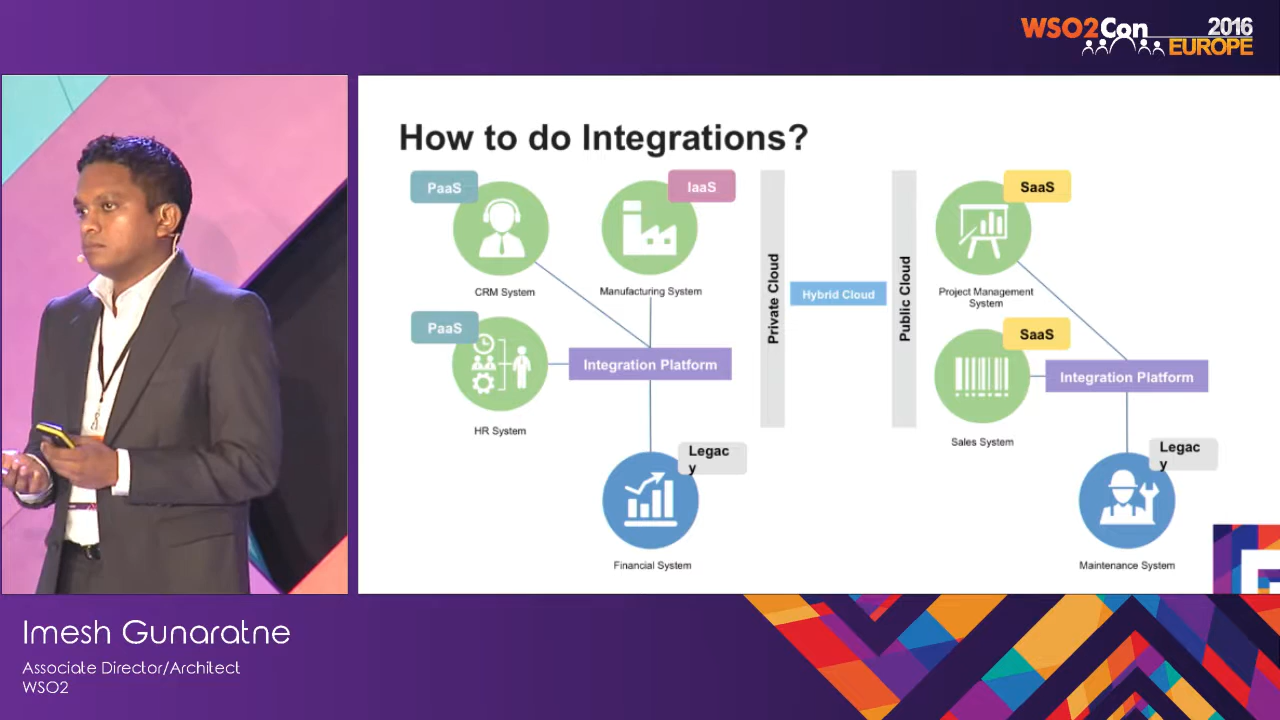 WSO2Con 2016
EUROPE
How to do Integrations?
PaaS
IaaS
SaaS
CRM System
Manufacturing System
Project Management
System
Private Cloud
Hybrid Cloud
Public Cloud
PaaS
SaaS
Integration Platform
Integration Platform
HR System
Sales System
Legac
y
Legac
y
Financial System
Maintenance System
Imesh Gunaratne
Associate Director/Architect
WSO2